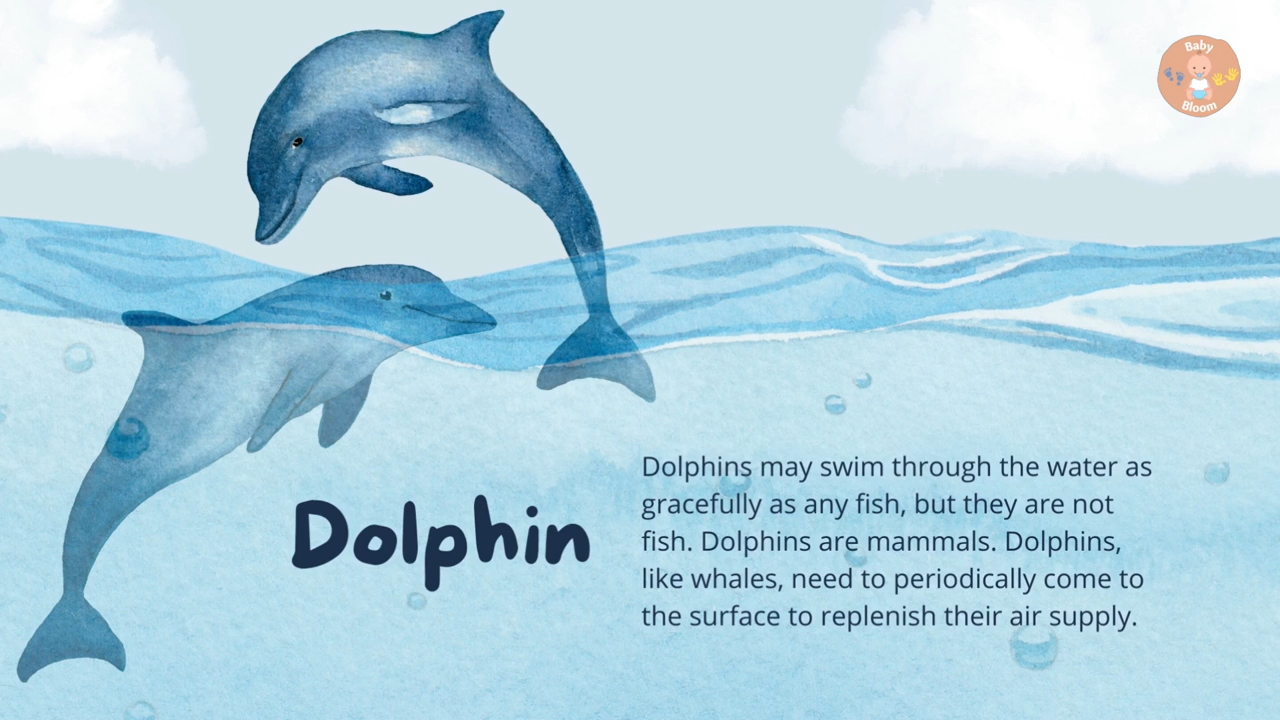 Baby
Bloom
Dolphin
Dolphins may swim through the water as
gracefully as any fish, but they are not
fish. Dolphins are mammals. Dolphins,
like whales, need to periodically come to
the surface to replenish their air supply.